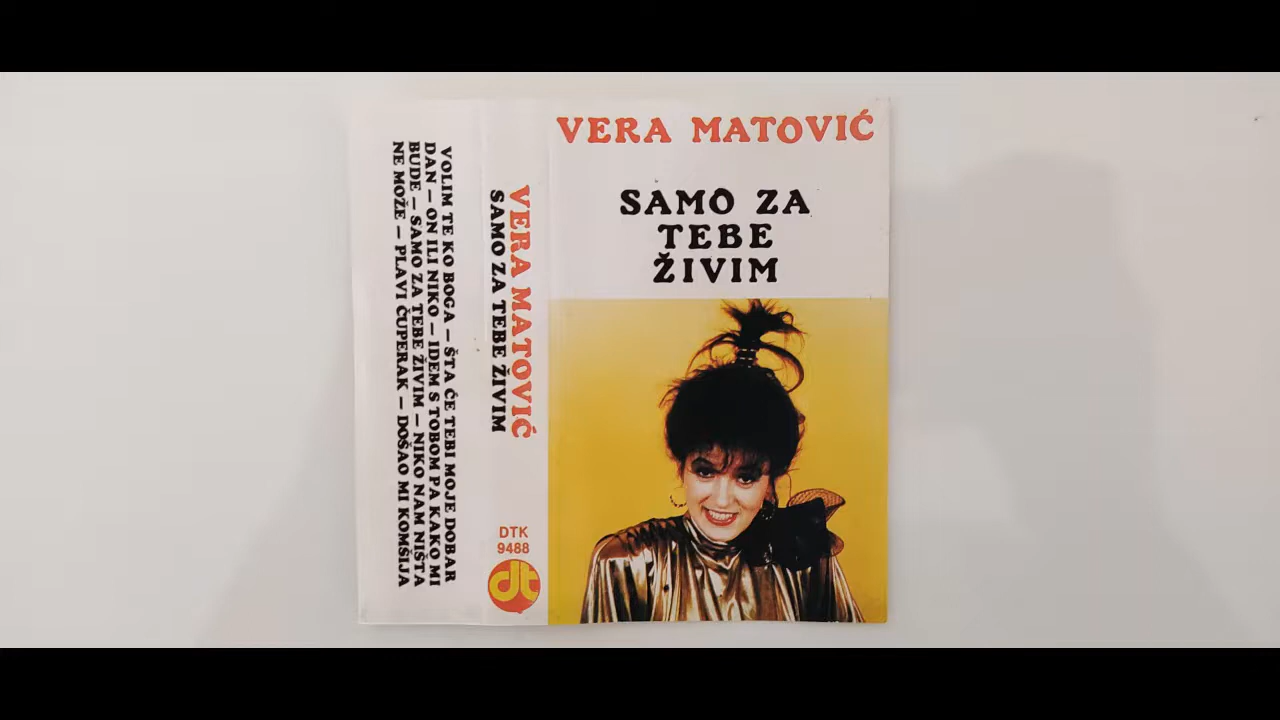 VERA MATOVIĆ
SAMO ZA
TEBE
ŽIVIM
VERA MATOVIĆ
SAMO ZA TEBE ŽIVIM
DTK
9488
dt
VOLIM TE KO BOGA — ŠTA ĆE TEBI MOJE DOBAR
DAN — ON ILI NIKO — IDEM S TOBOM PA KAKO MI
BUDE — SAMO ZA TEBE ŽIVIM — NIKO NAM NIŠTA
NE MOŽE — PLAVI ČUPERAK — DOŠAO MI KOMŠIJA